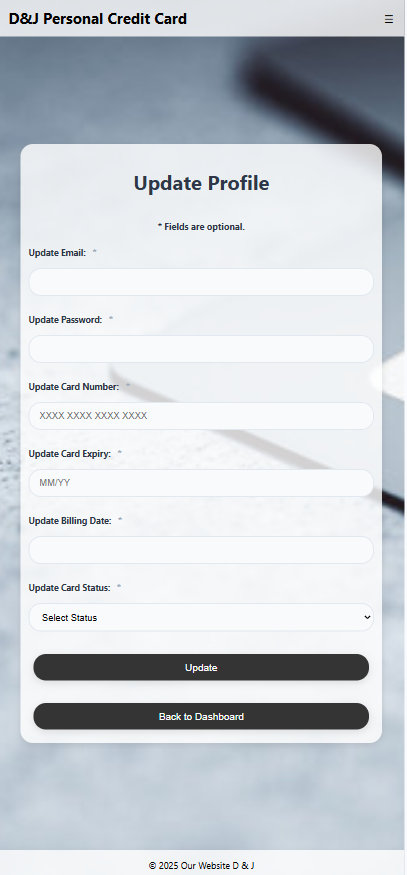 D&J Personal Credit Card ☰
Update Profile
* Fields are optional.
Update Email: *
Update Password: *
Update Card Number: *
XXXX XXXX XXXX XXXX
Update Card Expiry: *
MM/YY
Update Billing Date: *
Update Card Status: *
Select Status
Update
Back to Dashboard
© 2025 Our Website D & J